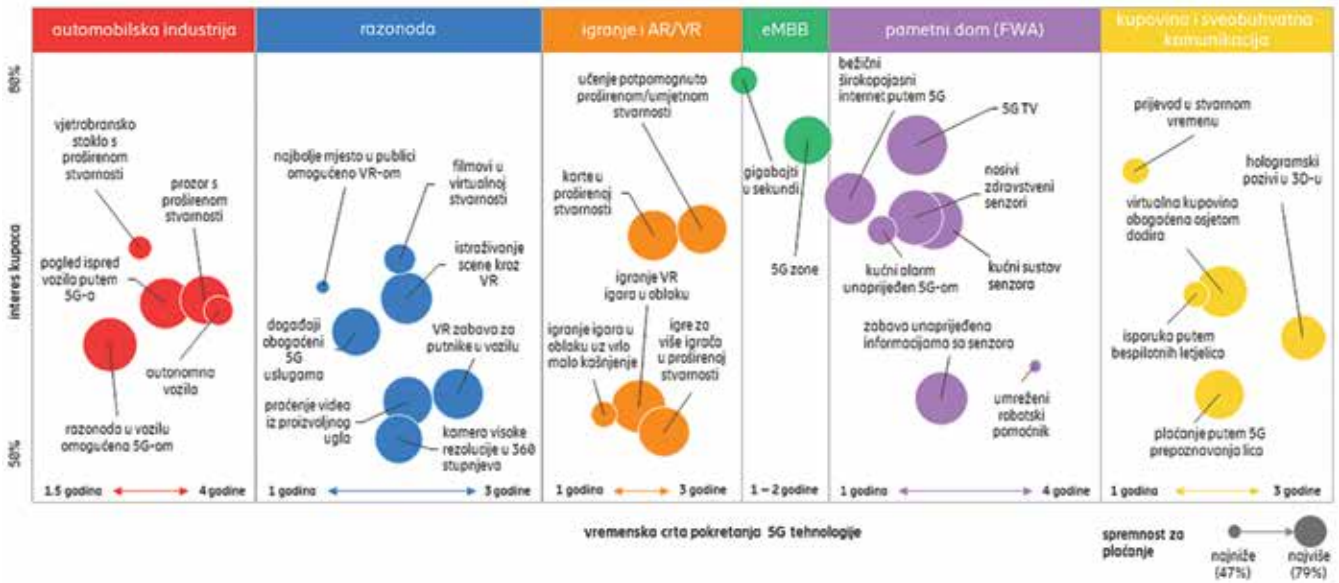 automobilska industrija
razonoda
igranje i AR/VR
eMBB
pametni dom (FWA)
kupovina i sveobuhvatna
komunikacija
interes kupaca
80%
50%
vjetrobransko
staklo s
proširenom
stvarnosti
prozor s
proširenom
stvarnosti
pogled ispred
vozila putem
5G-a
autonomna
vozila
razonoda u vozilu
omogućena 5G-om
1.5 godina
4 godine
najbolje mjesto u publici
omogućeno VR-om
filmovi u
virtualnoj
stvarnosti
istraživanje
scene kroz
VR
događaji
obogaćeni
5G
uslugama
VR zabava za
putnike u vozilu
praćenje videa
iz proizvoljnog
ugla
kamera visoke
rezolucije u 360
stupnjeva
1 godina
3 godine
učenje potpomognuto
proširenom/umjetnom
stvarnosti
karte u
proširenoj
stvarnosti
igranje VR
igara u oblaku
igranje igara u
oblaku uz vrlo
malo kašnjenje
igre za
više igrača
u proširenoj
stvarnosti
1 godina
3 godine
gigabajti
u sekundi
5G zone
1 – 2 godine
bežični
širokopojasni
internet putem 5G
5G TV
nosivi
zdravstveni
senzori
kućni alarm
unaprijeđen 5G-om
kućni sustav
senzora
zabava unaprijeđena
informacijama sa senzora
umreženi
robotski
pomoćnik
1 godina
4 godine
prijevod u stvarnom
vremenu
hologramski
pozivi u 3D-u
virtualna kupovina
obogaćena osjetom
dodira
isporuka putem
bespilotnih letjelica
plaćanje putem 5G
prepoznavanja lica
1 godina
3 godine
vremenska crta pokretanja 5G tehnologije
spremnost za
plaćanje
najniže
(47%)
najviše
(79%)